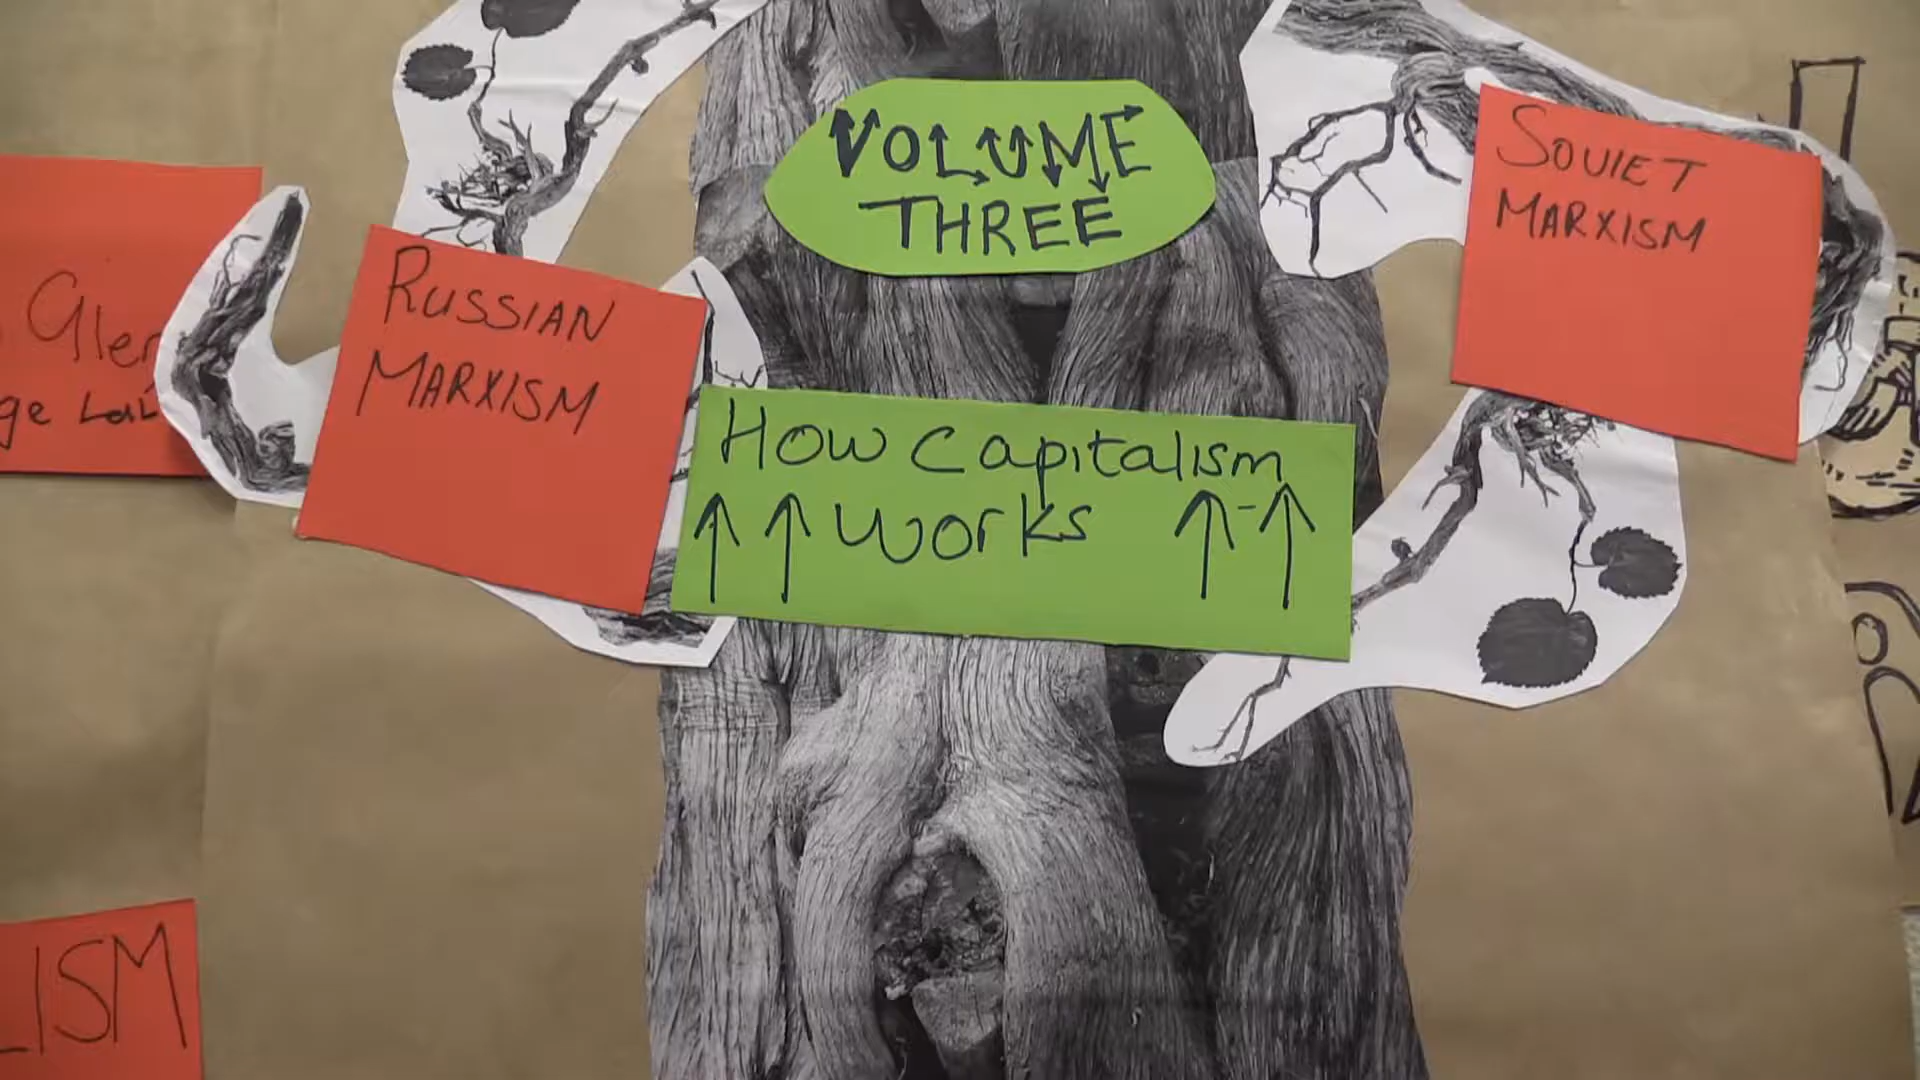 VOLUME
THREE
SOVIET
MARXISM
RUSSIAN
MARXISM
How Capitalism
Works
LISM